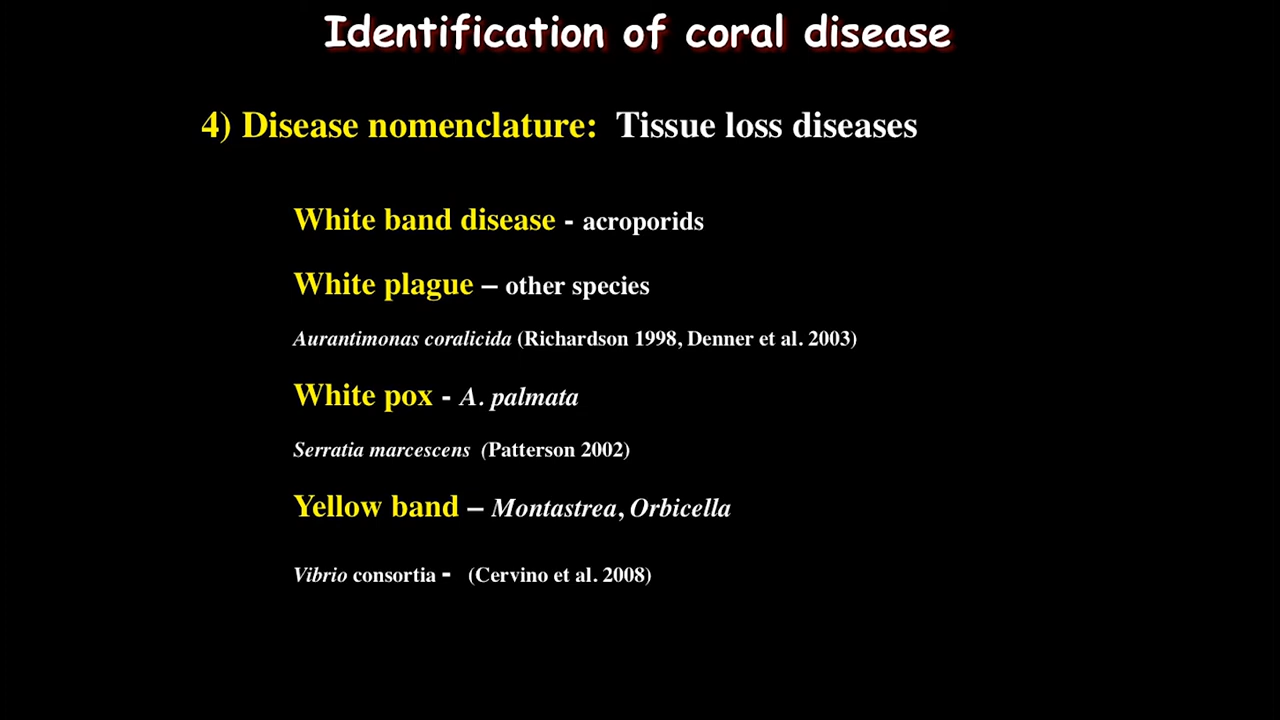 Identification of coral disease
4) Disease nomenclature: Tissue loss diseases
White band disease - acroporids
White plague – other species
Aurantimonas coralicida (Richardson 1998, Denner et al. 2003)
White pox - A. palmata
Serratia marcescens (Patterson 2002)
Yellow band – Montastrea, Orbicella
Vibrio consortia - (Cervino et al. 2008)